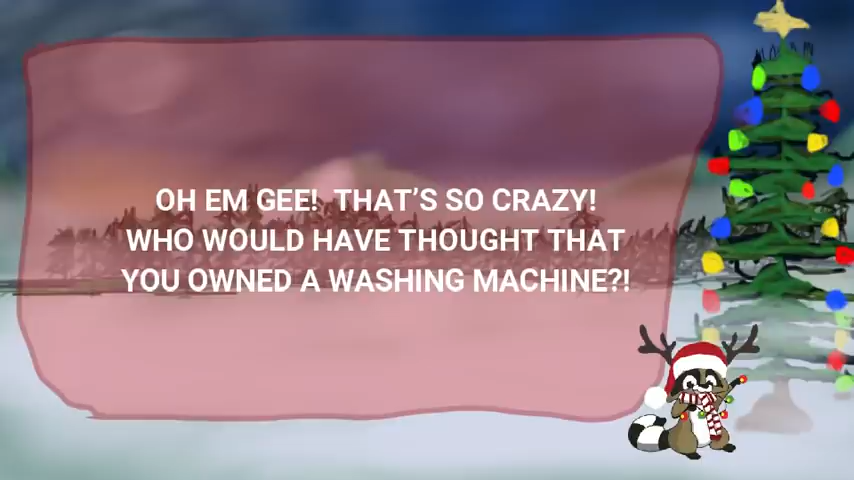 OH EM GEE!  THAT’S SO CRAZY!
WHO WOULD HAVE THOUGHT THAT
YOU OWNED A WASHING MACHINE?!